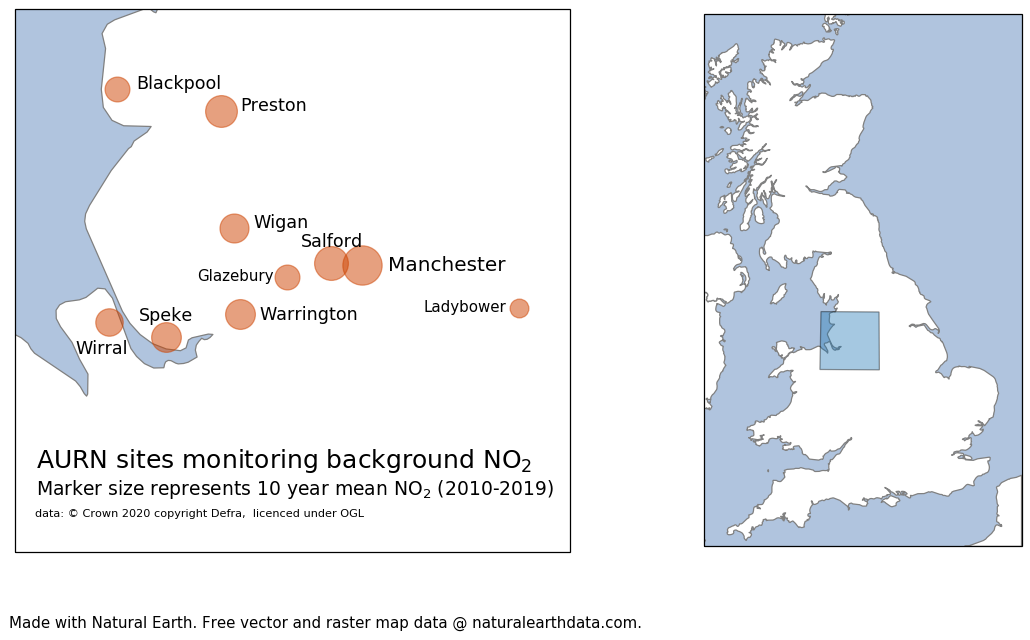 Blackpool
Preston
Wigan
Salford
Manchester
Glazebury
Ladybower
Speke
Warrington
Wirral
AURN sites monitoring background NO₂
Marker size represents 10 year mean NO₂ (2010-2019)
data: © Crown 2020 copyright Defra,  licenced under OGL
Made with Natural Earth. Free vector and raster map data @ naturalearthdata.com.